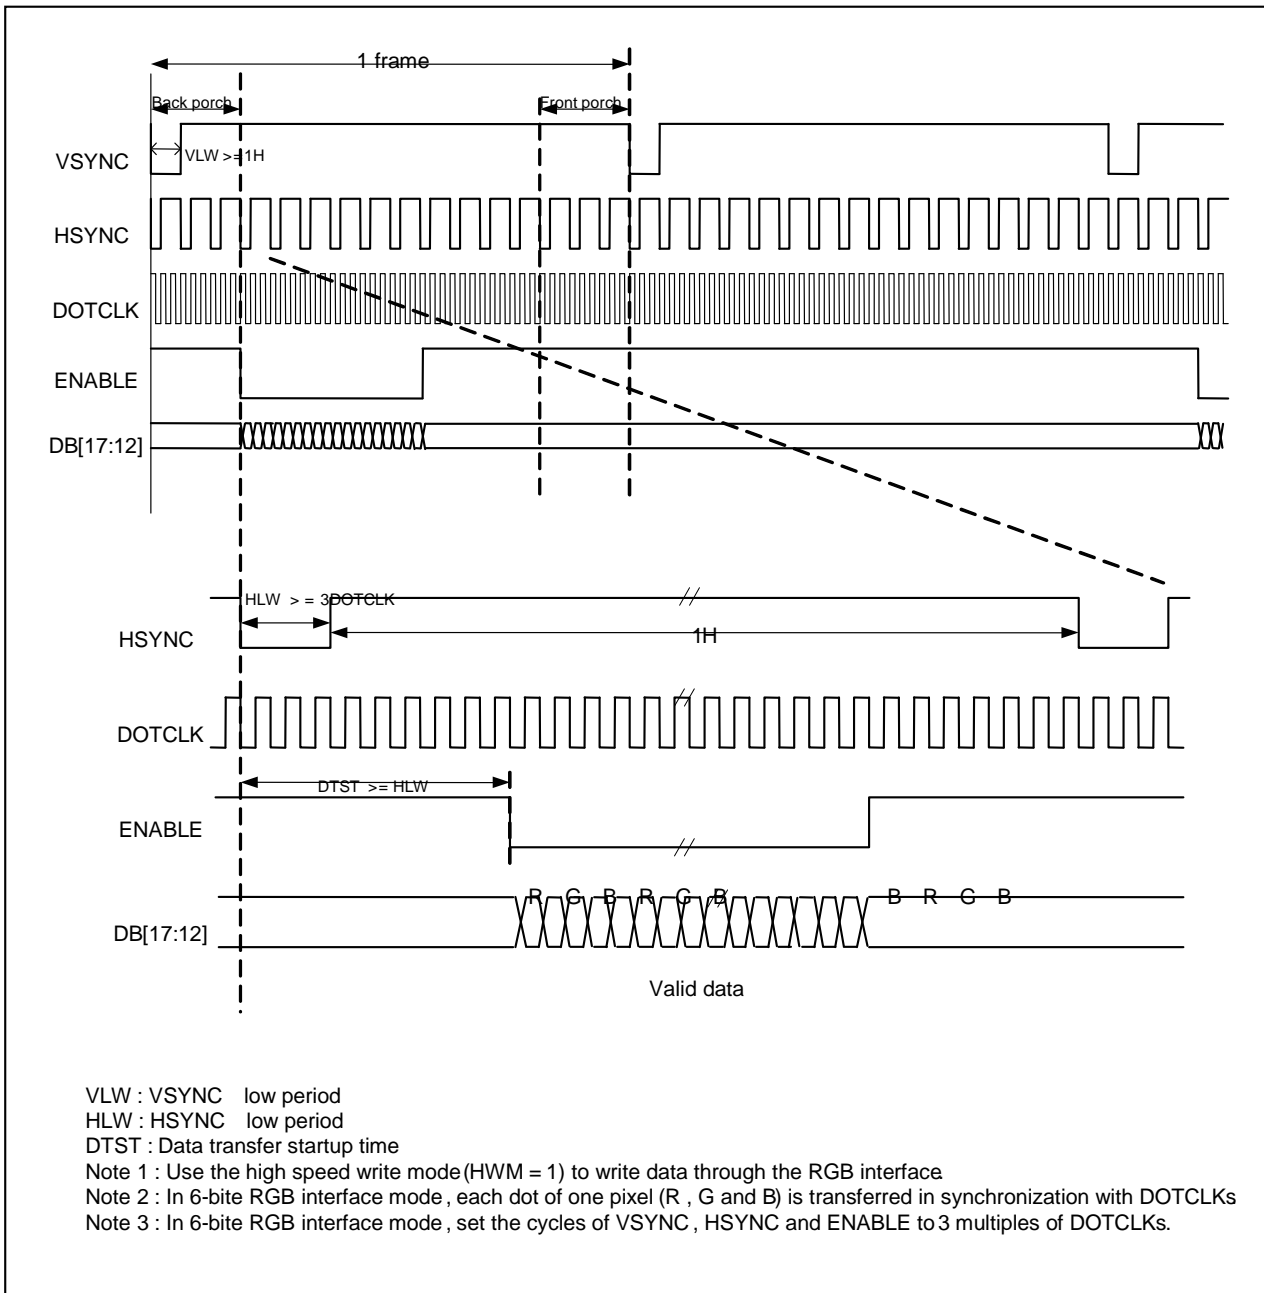 1 frame
Back porch
Front porch
VLW >=1H
VSYNC
HSYNC
DOTCLK
ENABLE
DB[17:12]
HLW > = 3DOTCLK
1H
HSYNC
DOTCLK
DTST >= HLW
ENABLE
R G B R G B B R G B
DB[17:12]
Valid data
VLW : VSYNC low period
HLW : HSYNC low period
DTST : Data transfer startup time
Note 1 : Use the high speed write mode (HWM = 1) to write data through the RGB interface.
Note 2 : In 6-bite RGB interface mode , each dot of one pixel (R , G and B) is transferred in synchronization with DOTCLKs
Note 3 : In 6-bite RGB interface mode , set the cycles of VSYNC , HSYNC and ENABLE to 3 multiples of DOTCLKs.